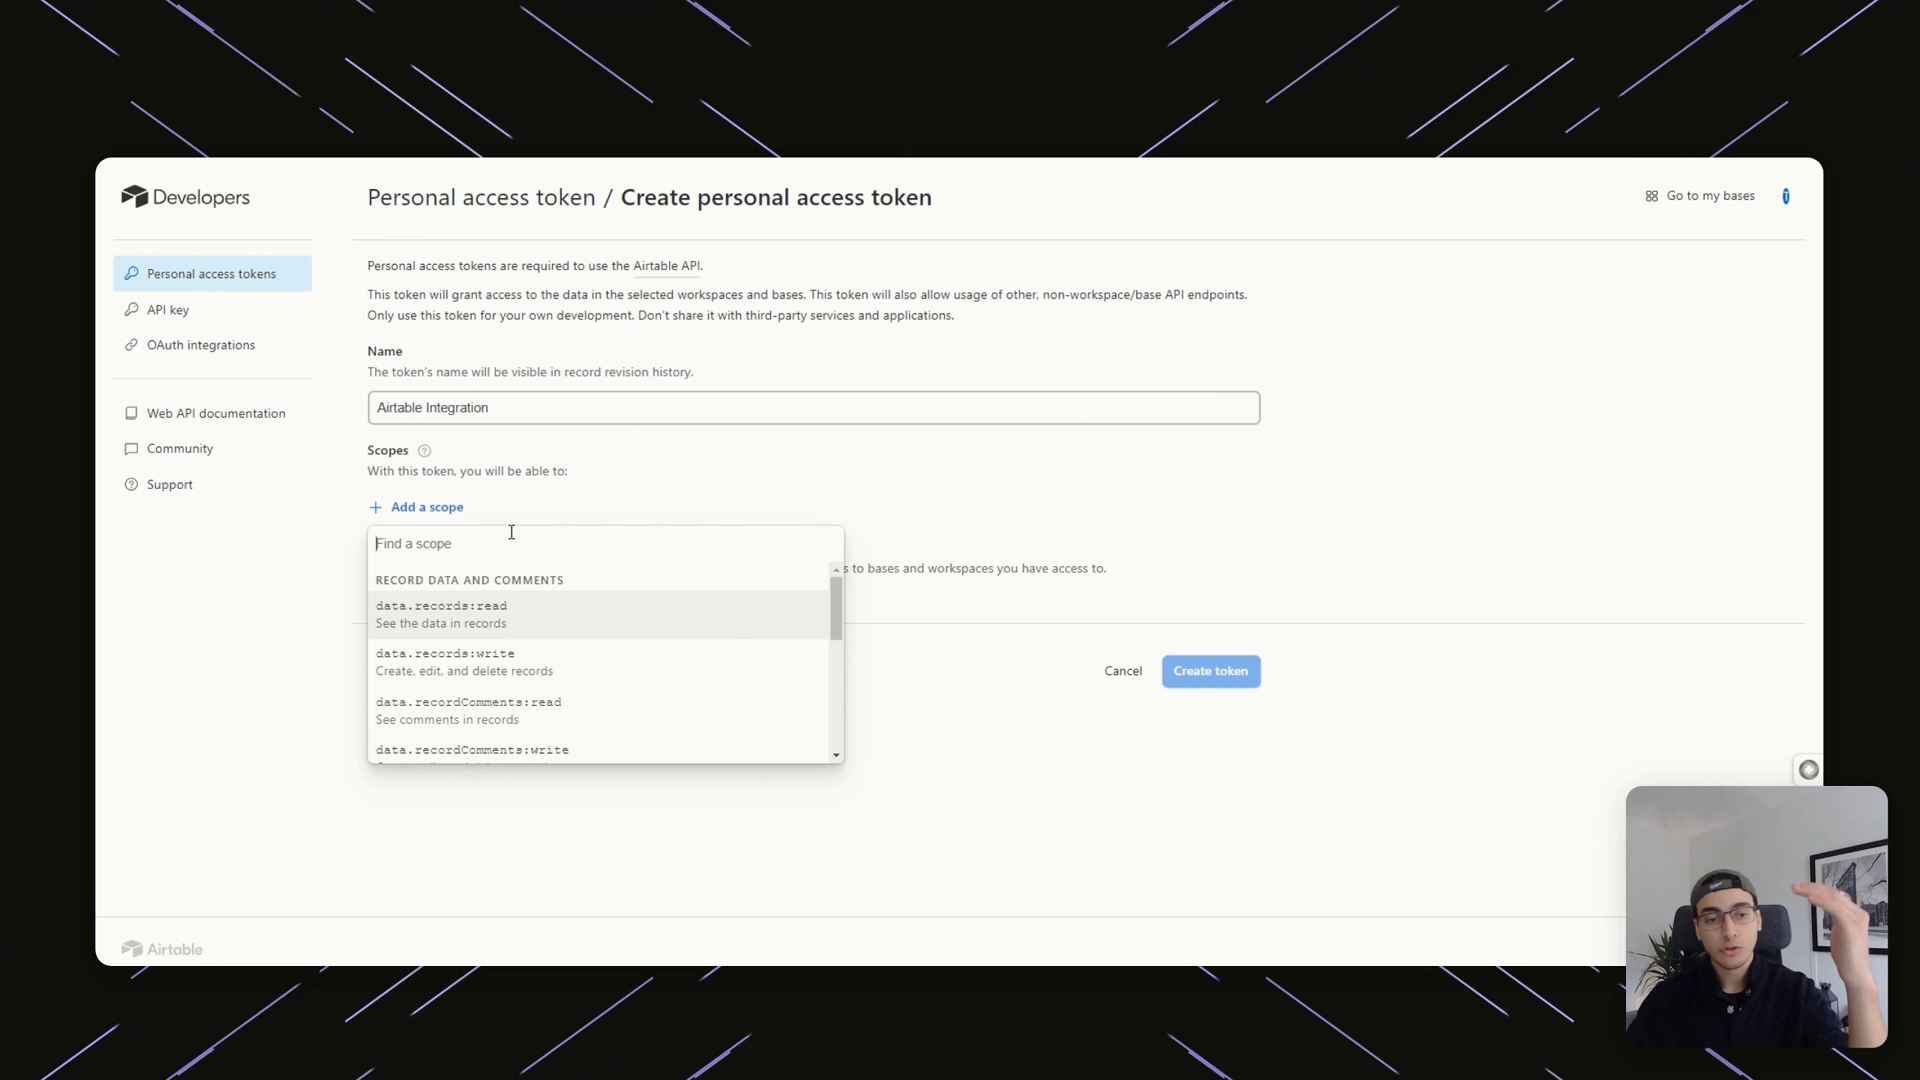 Developers
Personal access token / Create personal access token
Go to my bases
Personal access tokens
API key
OAuth integrations
Web API documentation
Community
Support
Personal access tokens are required to use the Airtable API.
This token will grant access to the data in the selected workspaces and bases. This token will also allow usage of other, non-workspace/base API endpoints.
Only use this token for your own development. Don't share it with third-party services and applications.
Name
The token's name will be visible in record revision history.
Airtable Integration
Scopes
With this token, you will be able to:
+ Add a scope
Find a scope
s to bases and workspaces you have access to.
RECORD DATA AND COMMENTS
data.records:read
See the data in records
data.records:write
Create, edit, and delete records
data.recordComments:read
See comments in records
data.recordComments:write
Cancel
Create token
Airtable